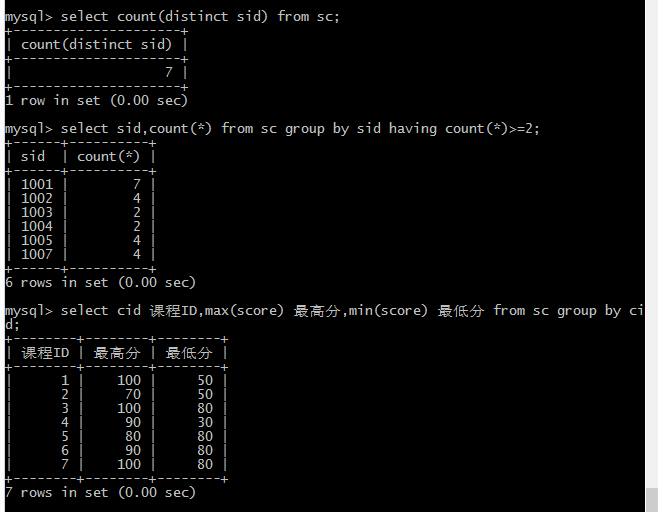 mysql> select count(distinct sid) from sc;
+---------------------+
| count(distinct sid) |
+---------------------+
|                   7 |
+---------------------+
1 row in set (0.00 sec)
mysql> select sid,count(*) from sc group by sid having count(*)>=2;
+------+----------+
| sid  | count(*) |
+------+----------+
| 1001 |        7 |
| 1002 |        4 |
| 1003 |        2 |
| 1004 |        2 |
| 1005 |        4 |
| 1007 |        4 |
+------+----------+
6 rows in set (0.00 sec)
mysql> select cid 课程ID,max(score) 最高分,min(score) 最低分 from sc group by ci
d;
+--------+--------+--------+
| 课程ID | 最高分 | 最低分 |
+--------+--------+--------+
|      1 |    100 |     50 |
|      2 |     70 |     50 |
|      3 |    100 |     80 |
|      4 |     90 |     30 |
|      5 |     80 |     80 |
|      6 |     90 |     80 |
|      7 |    100 |     80 |
+--------+--------+--------+
7 rows in set (0.00 sec)